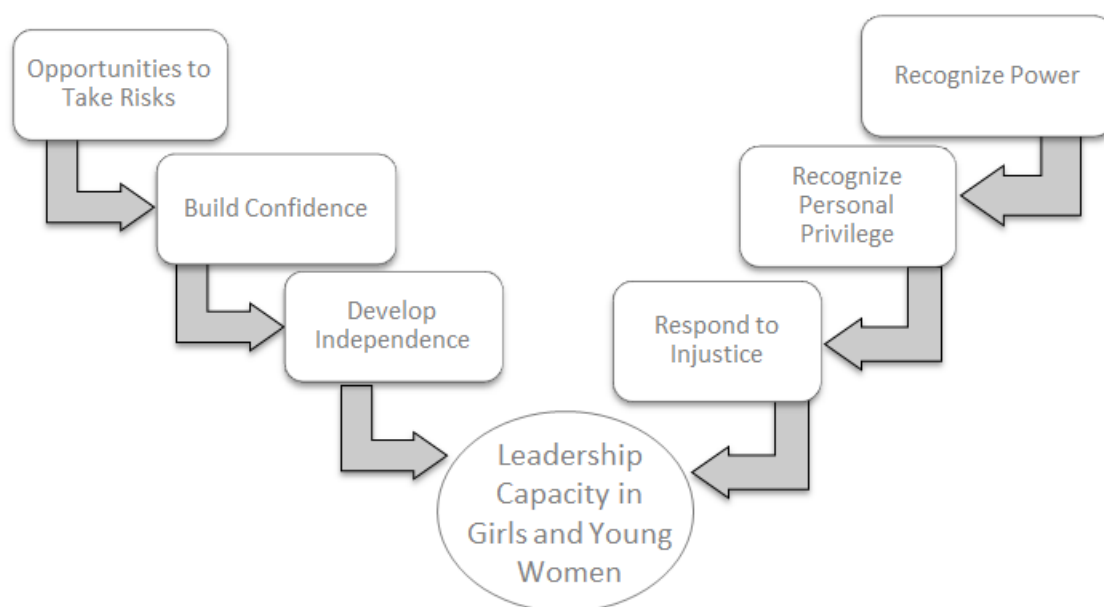 Opportunities to
Take Risks
Build Confidence
Develop
Independence
Recognize Power
Recognize
Personal
Privilege
Respond to
Injustice
Leadership
Capacity in
Girls and Young
Women